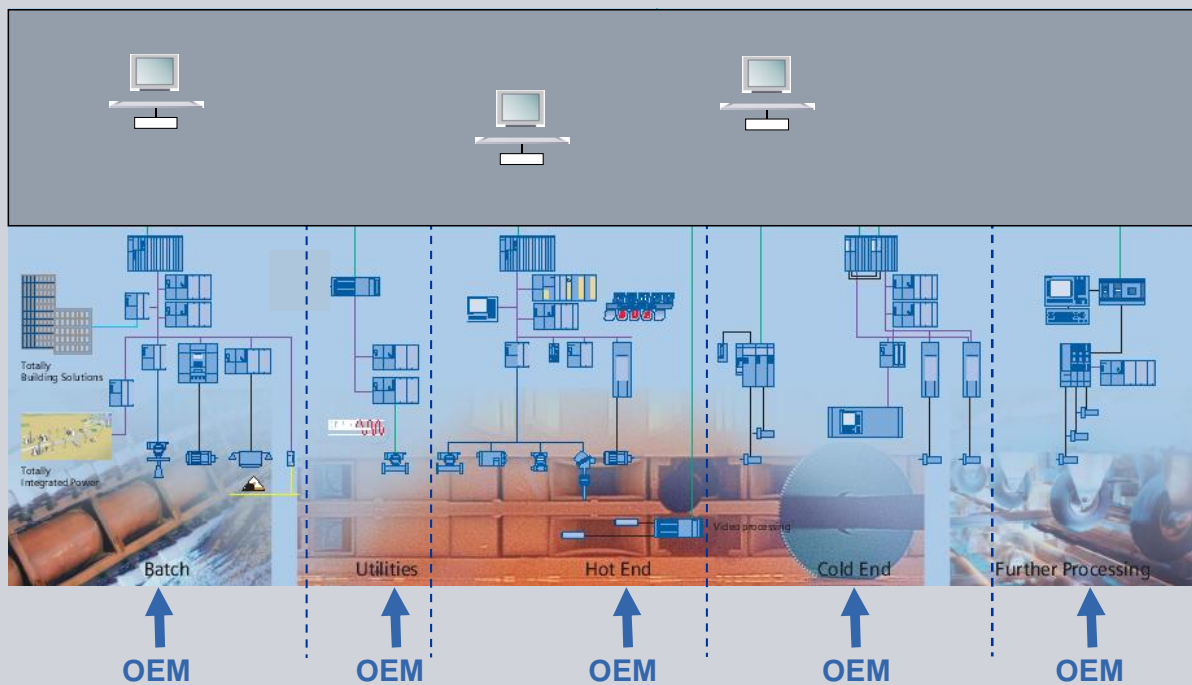 Totally
Building Solutions
Totally
Integrated Power
Video processing
Batch
Utilities
Hot End
Cold End
Further Processing
OEM
OEM
OEM
OEM
OEM